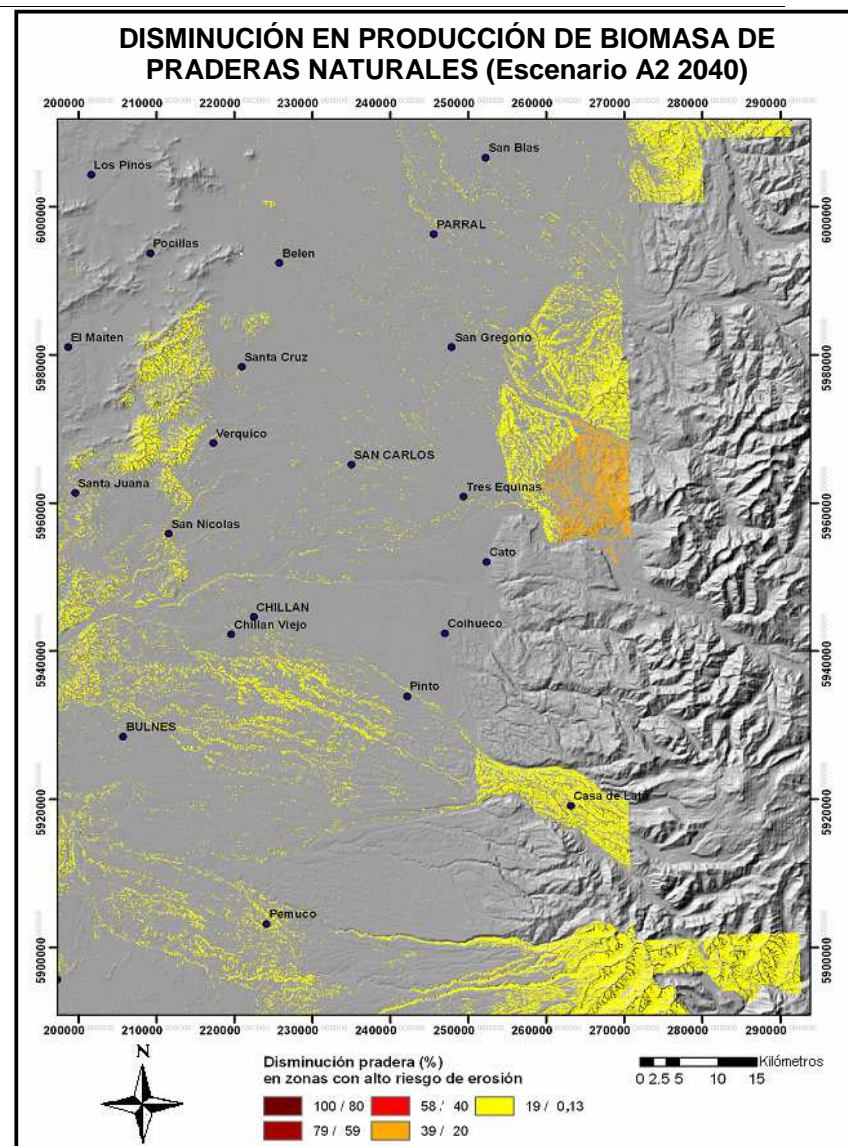 DISMINUCIÓN EN PRODUCCIÓN DE BIOMASA DE
PRADERAS NATURALES (Escenario A2 2040)
200000 210000 220000 230000 240000 250000 260000 270000 280000 290000
San Blas
Los Pinos
6000000 6000000
PARRAL
Pocillas
Belen
El Maiten
San Gregorio
5980000 5980000
Santa Cruz
Verquico
SAN CARLOS
Santa Juana
Tres Equinas
5960000 5960000
San Nicolas
Cato
CHILLAN
Chillan Viejo
Coihueco
5940000 5940000
Pinto
BULNES
5920000 5920000
Casa de Lata
Pemuco
5900000 5900000
200000 210000 220000 230000 240000 250000 260000 270000 280000 290000
N
Disminución pradera (%)
en zonas con alto riesgo de erosión
Kilómetros
0 2.5 5 10 15
100 / 80 58 / 40 19 / 0,13
79 / 59 39 / 20